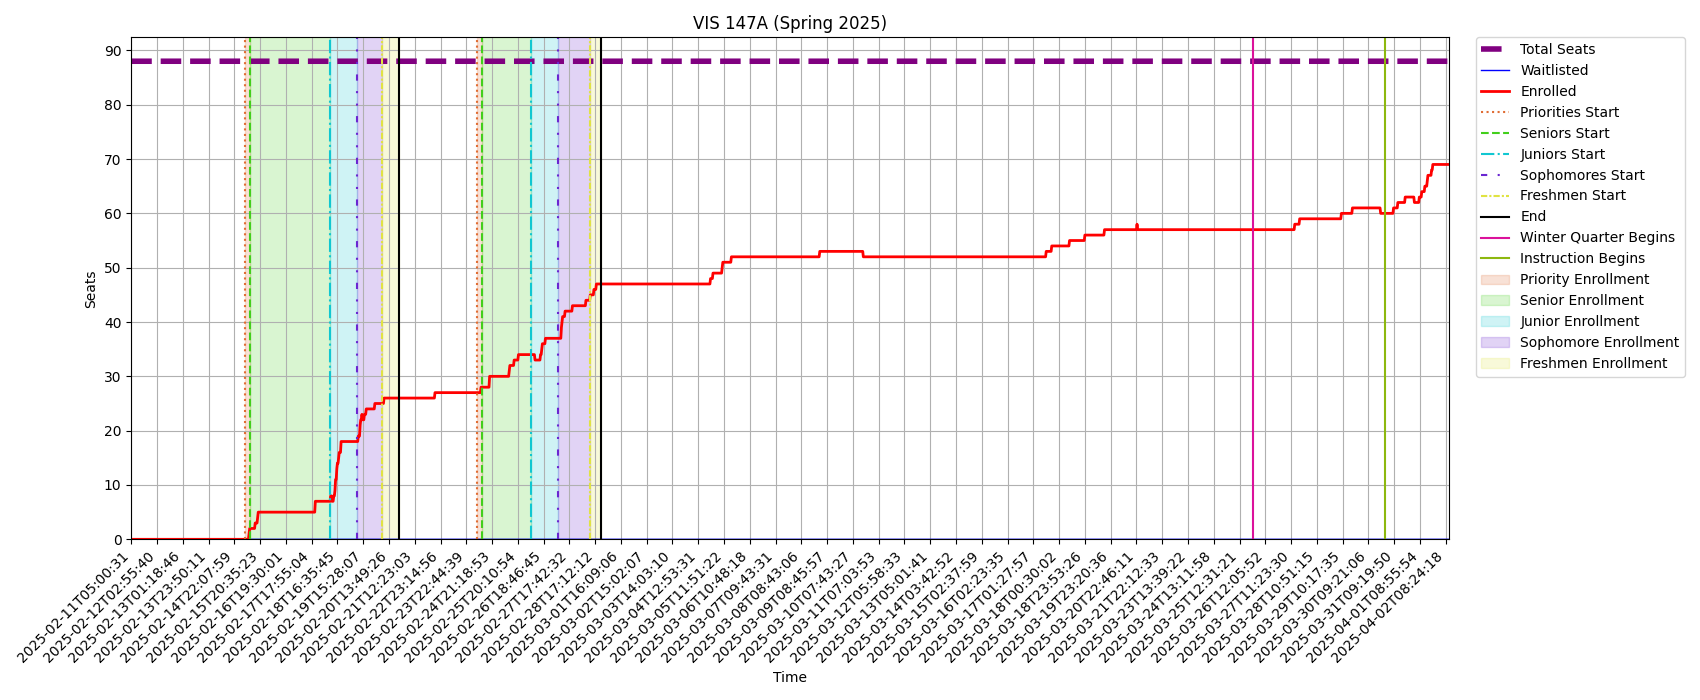 VIS 147A (Spring 2025)
Seats
90
80
70
60
50
40
30
20
10
0
2025-02-11T05:00:31
2025-02-12T02:55:40
2025-02-13T01:18:46
2025-02-13T23:50:11
2025-02-14T22:07:59
2025-02-15T20:35:23
2025-02-16T19:30:01
2025-02-17T17:55:04
2025-02-18T16:35:45
2025-02-19T15:28:07
2025-02-20T13:49:26
2025-02-22T00:23:03
2025-02-22T23:14:56
2025-02-23T22:44:39
2025-02-24T21:18:53
2025-02-25T20:10:54
2025-02-26T18:46:45
2025-02-27T17:42:32
2025-02-28T17:12:12
2025-03-01T16:09:06
2025-03-02T15:02:07
2025-03-03T14:03:10
2025-03-04T12:53:31
2025-03-05T11:51:22
2025-03-06T10:48:18
2025-03-07T09:43:31
2025-03-08T08:43:06
2025-03-09T08:45:57
2025-03-10T07:43:27
2025-03-11T07:03:53
2025-03-12T05:58:33
2025-03-13T05:01:41
2025-03-14T03:42:52
2025-03-15T02:37:59
2025-03-16T02:23:35
2025-03-17T01:27:57
2025-03-18T00:30:02
2025-03-18T23:53:26
2025-03-19T23:20:36
2025-03-20T22:46:11
2025-03-21T22:12:33
2025-03-23T13:39:22
2025-03-24T13:11:58
2025-03-25T12:31:21
2025-03-26T12:05:52
2025-03-27T11:23:30
2025-03-28T10:51:15
2025-03-29T10:17:35
2025-03-30T09:21:06
2025-03-31T09:19:50
2025-04-01T08:55:54
2025-04-02T08:24:18
Time
Total Seats
Waitlisted
Enrolled
Priorities Start
Seniors Start
Juniors Start
Sophomores Start
Freshmen Start
End
Winter Quarter Begins
Instruction Begins
Priority Enrollment
Senior Enrollment
Junior Enrollment
Sophomore Enrollment
Freshmen Enrollment